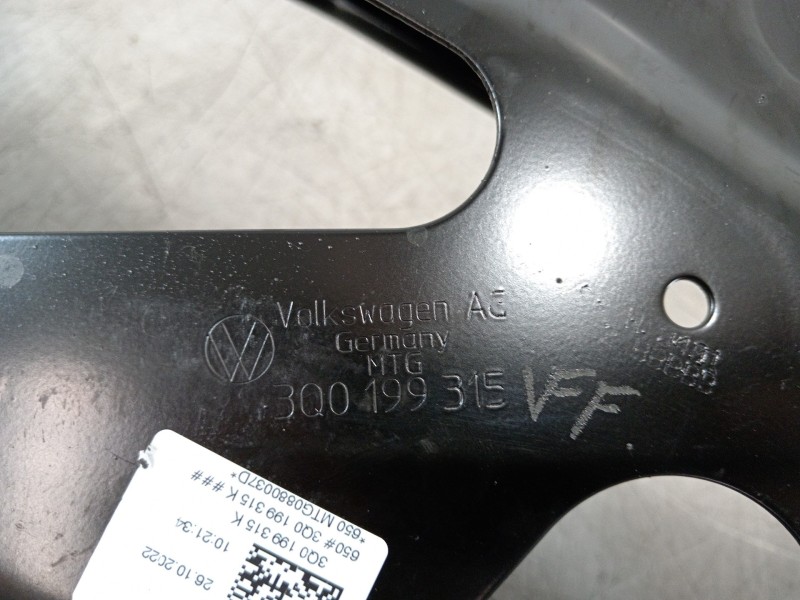 Volkswagen AG
Germany
MTG
3Q0 199 315 VFF
*650 MTG0880037D*
650# 3Q0 199 315 K ###
3Q0 199 315 K
10:21:34
26.10.2022